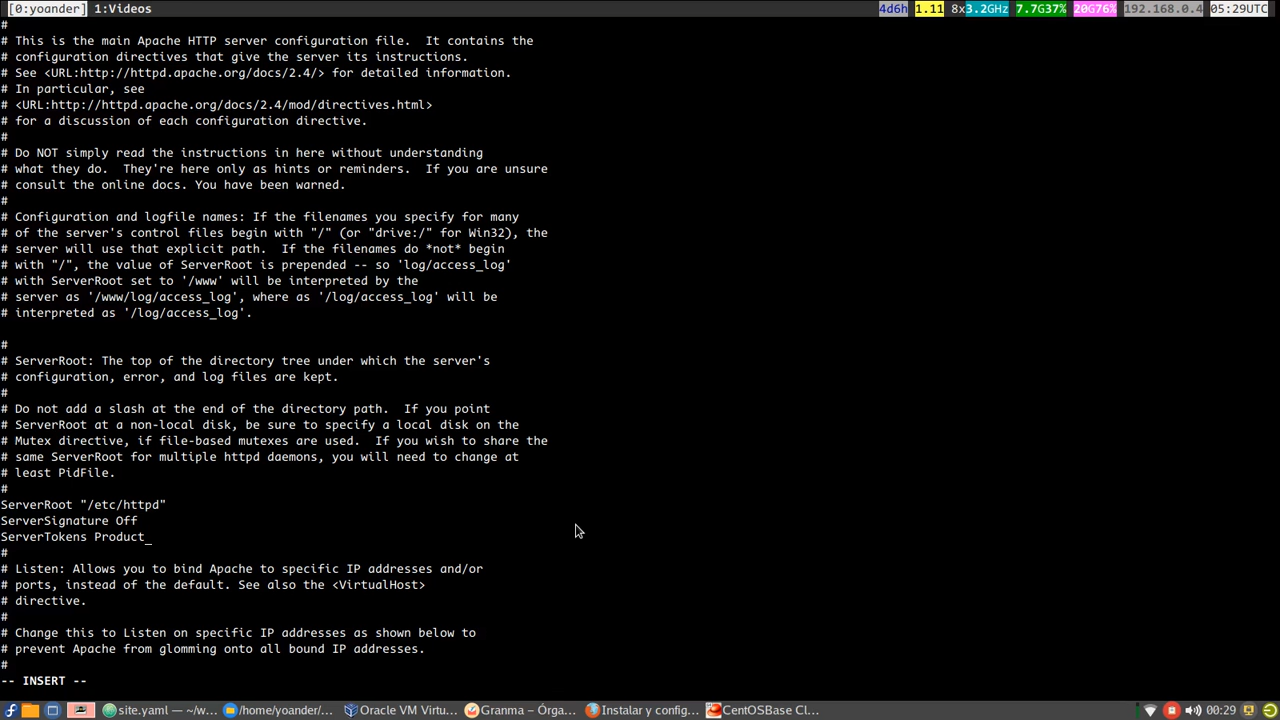 [0:yoander] 1:Videos 4d6h 1.11 8x3.2GHz 7.7G37% 20G76% 192.168.0.4 05:29UTC
#
# This is the main Apache HTTP server configuration file.  It contains the
# configuration directives that give the server its instructions.
# See <URL:http://httpd.apache.org/docs/2.4/> for detailed information.
# In particular, see
# <URL:http://httpd.apache.org/docs/2.4/mod/directives.html>
# for a discussion of each configuration directive.
#
# Do NOT simply read the instructions in here without understanding
# what they do.  They're here only as hints or reminders.  If you are unsure
# consult the online docs. You have been warned.
#
# Configuration and logfile names: If the filenames you specify for many
# of the server's control files begin with "/" (or "drive:/" for Win32), the
# server will use that explicit path.  If the filenames do *not* begin
# with "/", the value of ServerRoot is prepended -- so 'log/access_log'
# with ServerRoot set to '/www' will be interpreted by the
# server as '/www/log/access_log', where as '/log/access_log' will be
# interpreted as '/log/access_log'.
#
# ServerRoot: The top of the directory tree under which the server's
# configuration, error, and log files are kept.
#
# Do not add a slash at the end of the directory path.  If you point
# ServerRoot at a non-local disk, be sure to specify a local disk on the
# Mutex directive, if file-based mutexes are used.  If you wish to share the
# same ServerRoot for multiple httpd daemons, you will need to change at
# least PidFile.
#
ServerRoot "/etc/httpd"
ServerSignature Off
ServerTokens Product_
#
# Listen: Allows you to bind Apache to specific IP addresses and/or
# ports, instead of the default. See also the <VirtualHost>
# directive.
#
# Change this to Listen on specific IP addresses as shown below to
# prevent Apache from glomming onto all bound IP addresses.
#
-- INSERT --
site.yaml — ~/w... /home/yoander/... Oracle VM Virtu... Granma – Órga... Instalar y config... CentOSBase Cl... 00:29